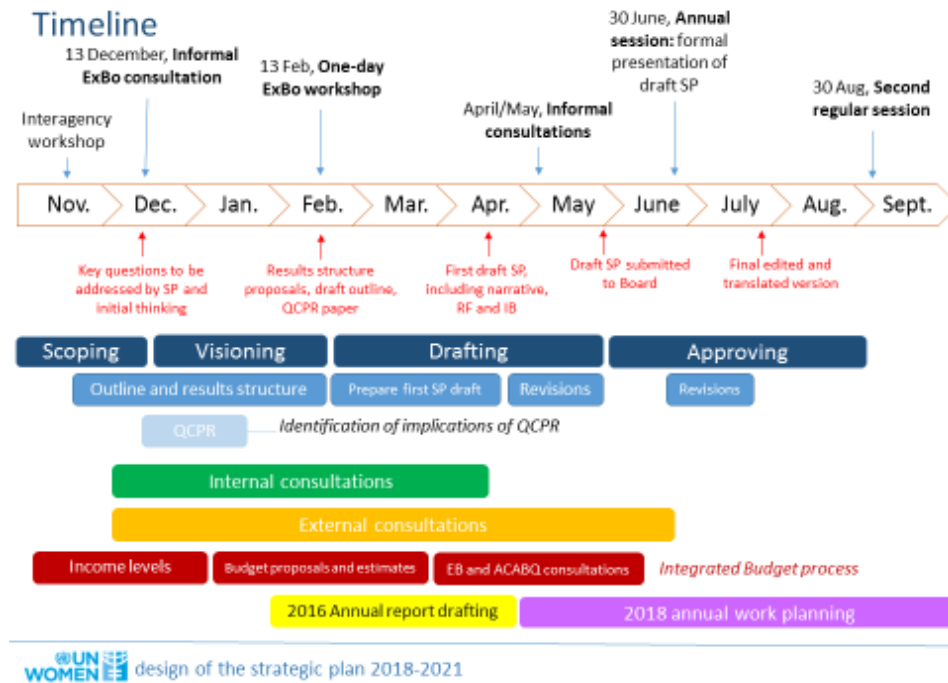 Timeline
13 December, Informal
ExBo consultation
Interagency
workshop
13 Feb, One-day
ExBo workshop
April/May, Informal
consultations
30 June, Annual
session: formal
presentation of
draft SP
30 Aug, Second
regular session
Nov. Dec. Jan. Feb. Mar. Apr. May June July Aug. Sept.
Key questions to be
addressed by SP and
initial thinking
Results structure
proposals, draft outline,
QCPR paper
First draft SP,
including narrative,
RF and IB
Draft SP submitted
to Board
Final edited and
translated version
Scoping Visioning Drafting Approving
Outline and results structure Prepare first SP draft Revisions Revisions
QCPR Identification of implications of QCPR
Internal consultations
External consultations
Income levels Budget proposals and estimates EB and ACABQ consultations Integrated Budget process
2016 Annual report drafting 2018 annual work planning
UN
WOMEN design of the strategic plan 2018-2021